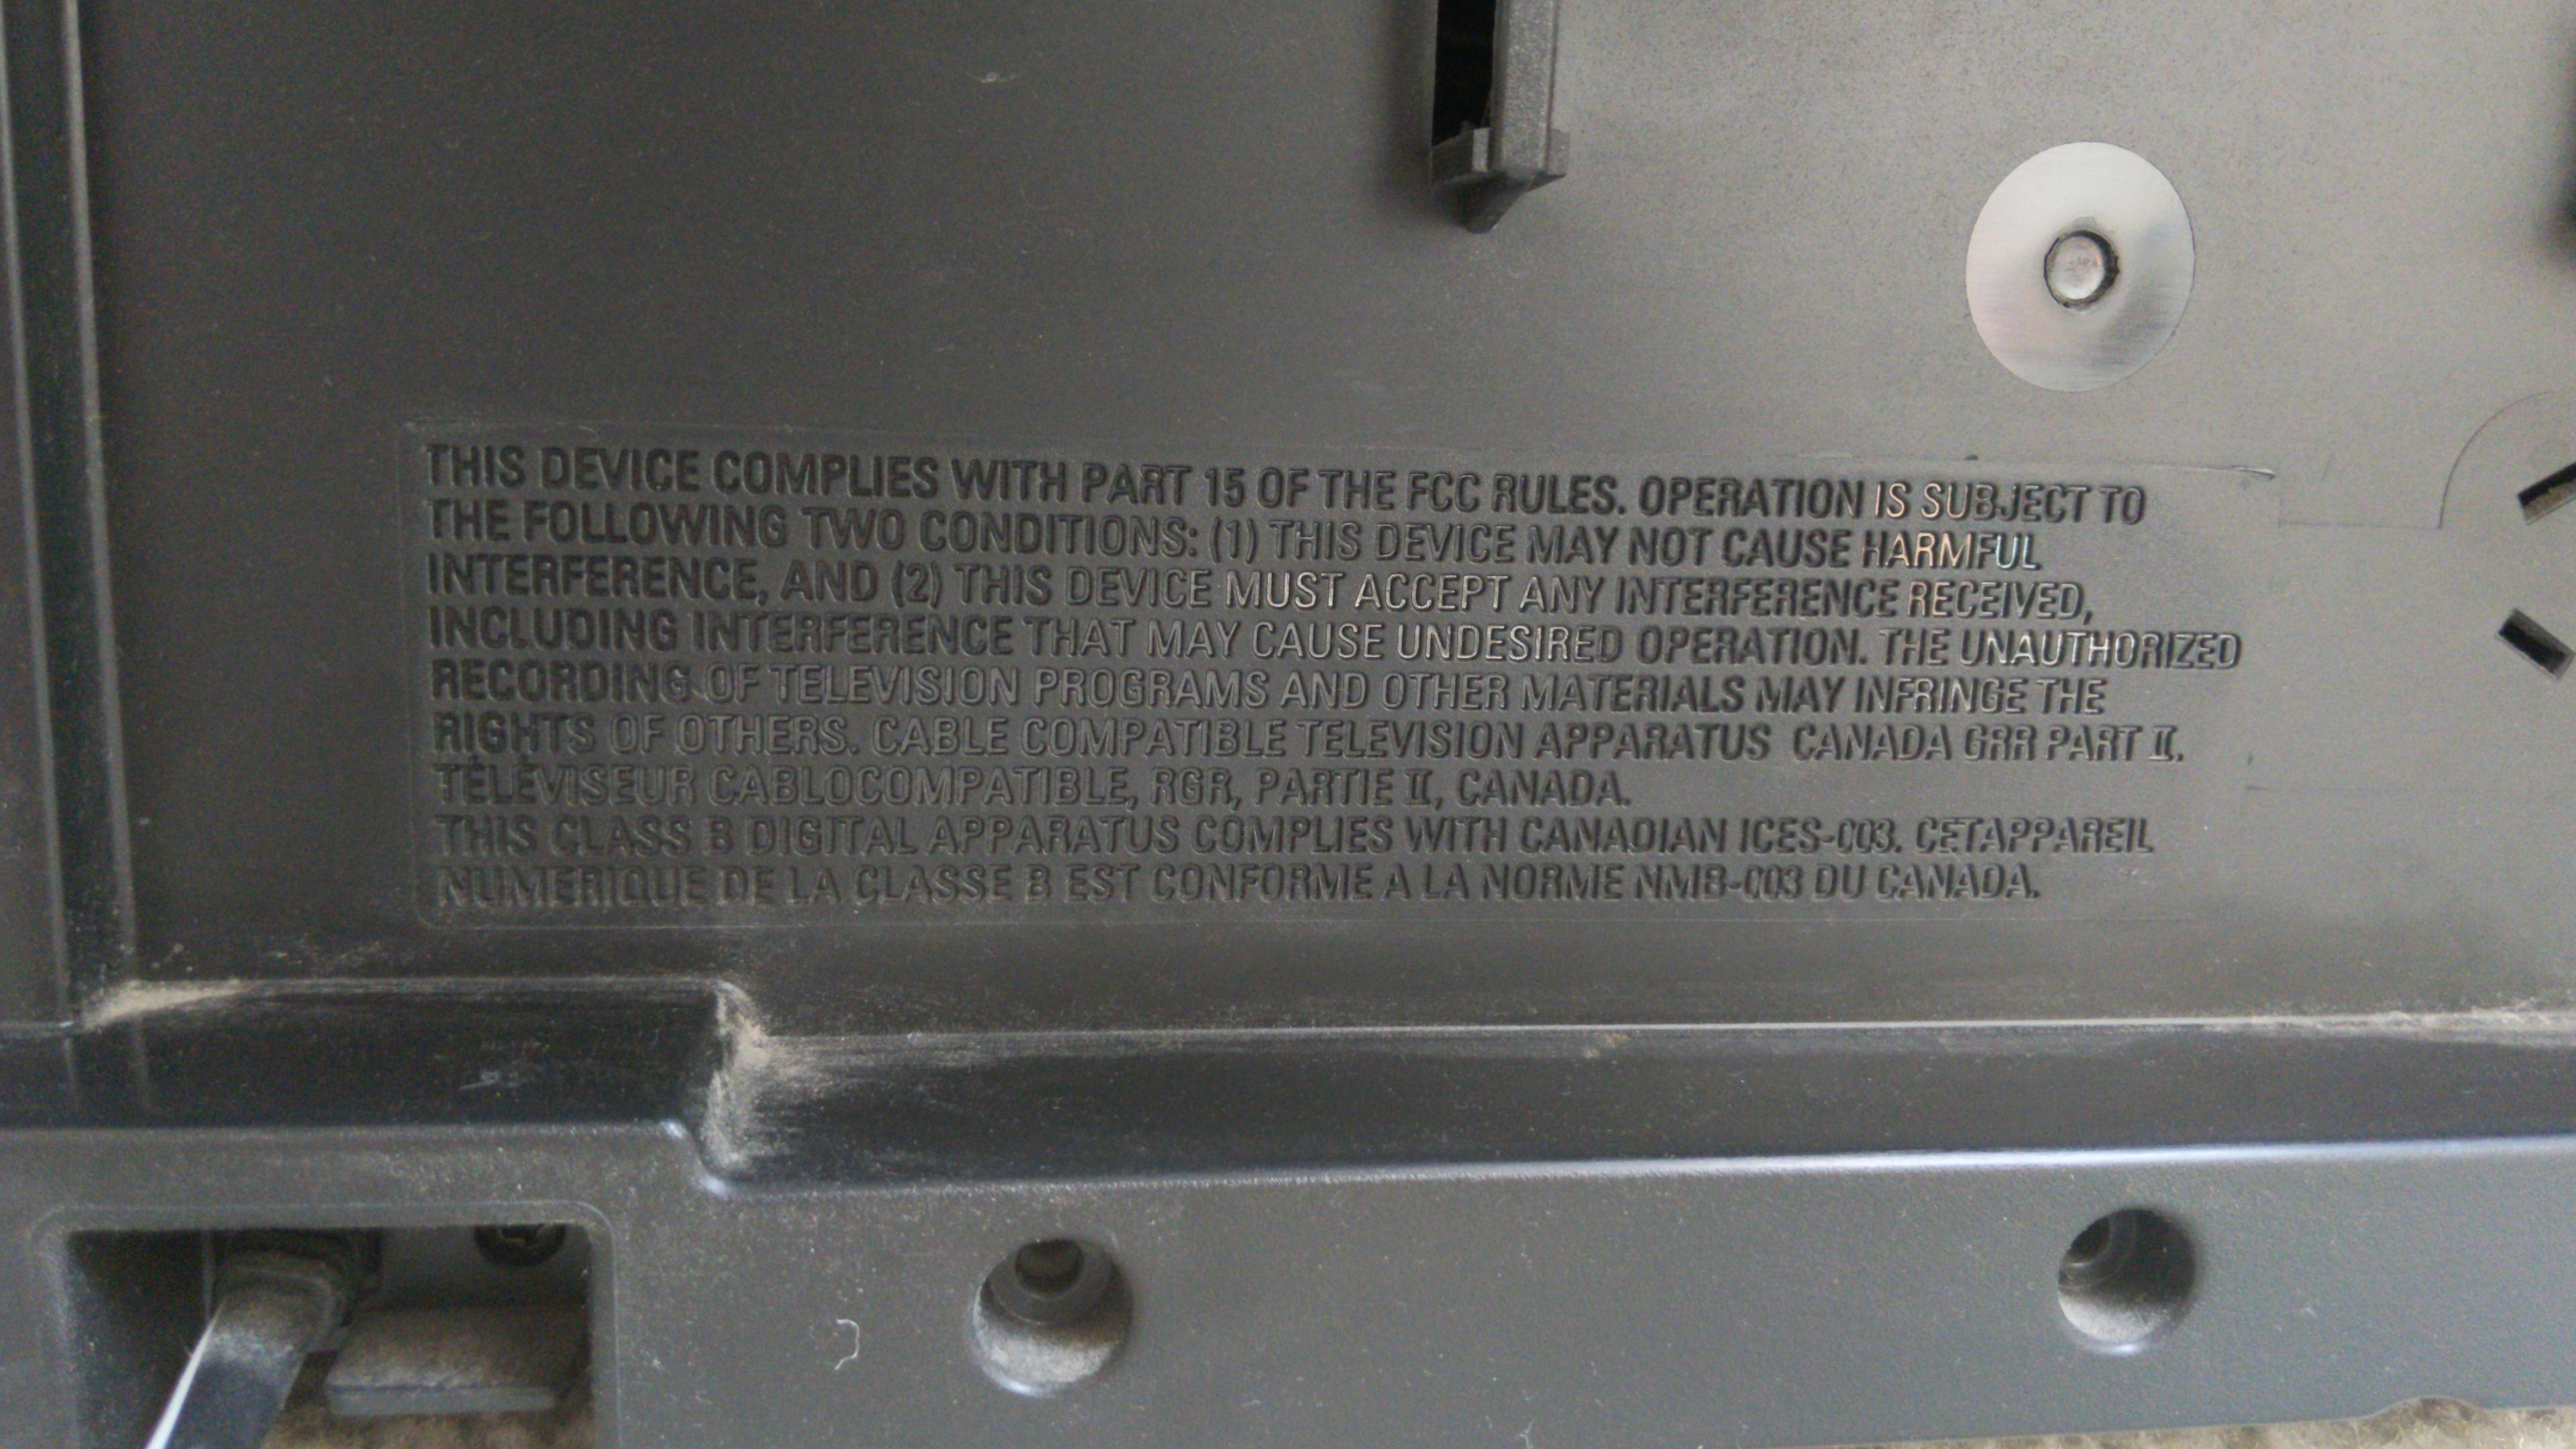 THIS DEVICE COMPLIES WITH PART 15 OF THE FCC RULES. OPERATION IS SUBJECT TO
THE FOLLOWING TWO CONDITIONS: (1) THIS DEVICE MAY NOT CAUSE HARMFUL
INTERFERENCE, AND (2) THIS DEVICE MUST ACCEPT ANY INTERFERENCE RECEIVED,
INCLUDING INTERFERENCE THAT MAY CAUSE UNDESIRED OPERATION. THE UNAUTHORIZED
RECORDING OF TELEVISION PROGRAMS AND OTHER MATERIALS MAY INFRINGE THE
RIGHTS OF OTHERS. CABLE COMPATIBLE TELEVISION APPARATUS CANADA GRR PART II.
TÉLÉVISEUR CABLOCOMPATIBLE, RGR, PARTIE II, CANADA.
THIS CLASS B DIGITAL APPARATUS COMPLIES WITH CANADIAN ICES-003. CET APPAREIL
NUMERIQUE DE LA CLASSE B EST CONFORME A LA NORME NMB-003 DU CANADA.